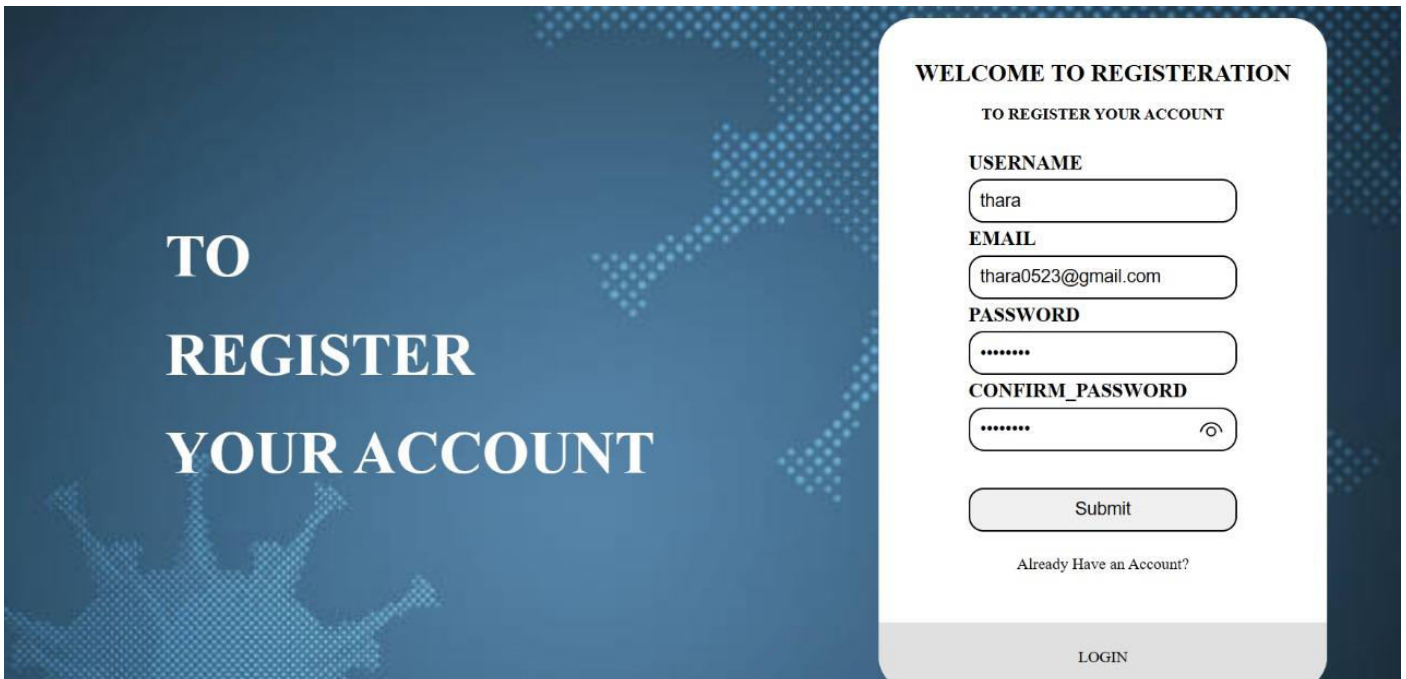 TO
REGISTER
YOUR ACCOUNT
WELCOME TO REGISTERATION
TO REGISTER YOUR ACCOUNT
USERNAME
thara
EMAIL
thara0523@gmail.com
PASSWORD
••••••••
CONFIRM_PASSWORD
••••••••
Submit
Already Have an Account?
LOGIN